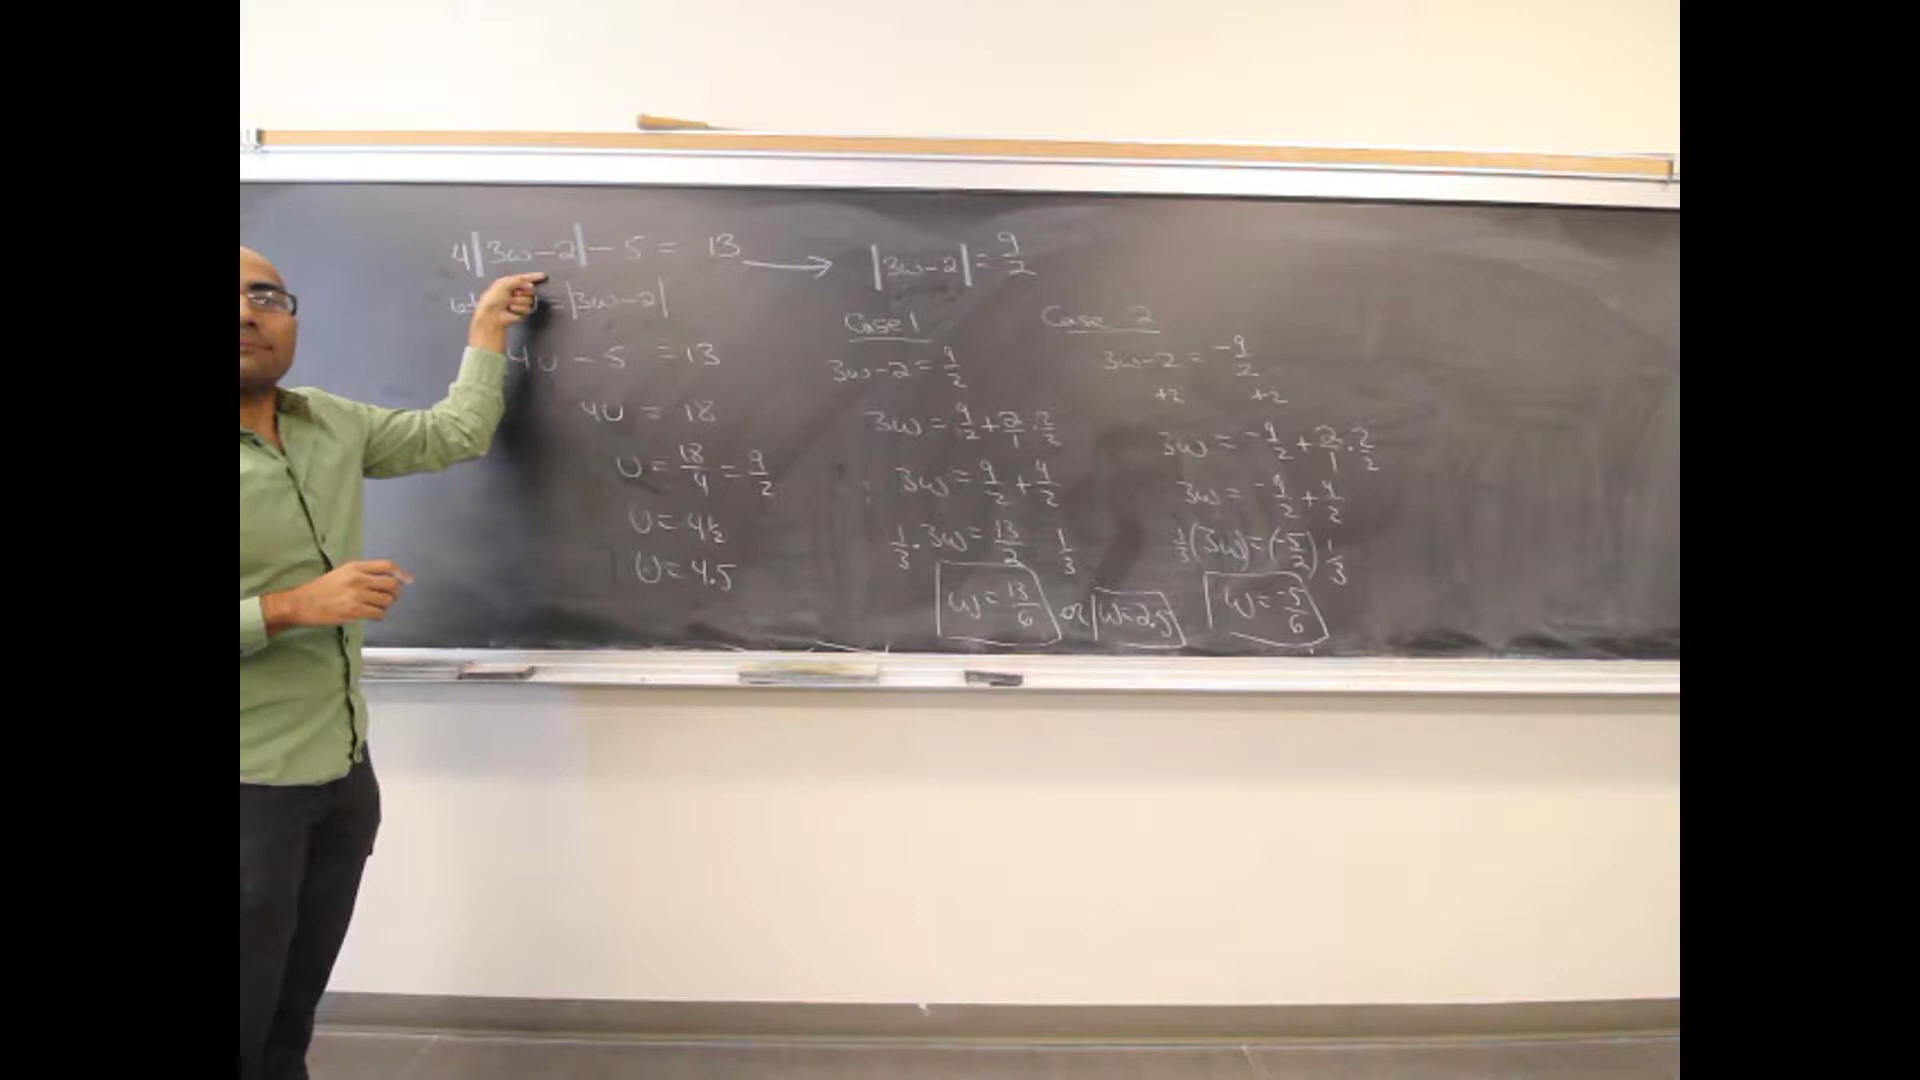 4|3w-2| - 5 = 13 → |3w-2| = 9/2
let = |3w-2|
4u - 5 = 13
4u = 18
u = 18/4 = 9/2
u = 4½
u = 4.5
Case 1
3w-2 = 9/2
3w = 9/2 + 2/1 · 2/2
3w = 9/2 + 4/2
1/3 · 3w = 13/2 1/3
w = 13/6 or w=2.5
Case 2
3w-2 = -9/2
+2 +2
3w = -9/2 + 2/1 · 2/2
3w = -9/2 + 4/2
1/3(3w) = (-5/2) 1/3
w = -5/6